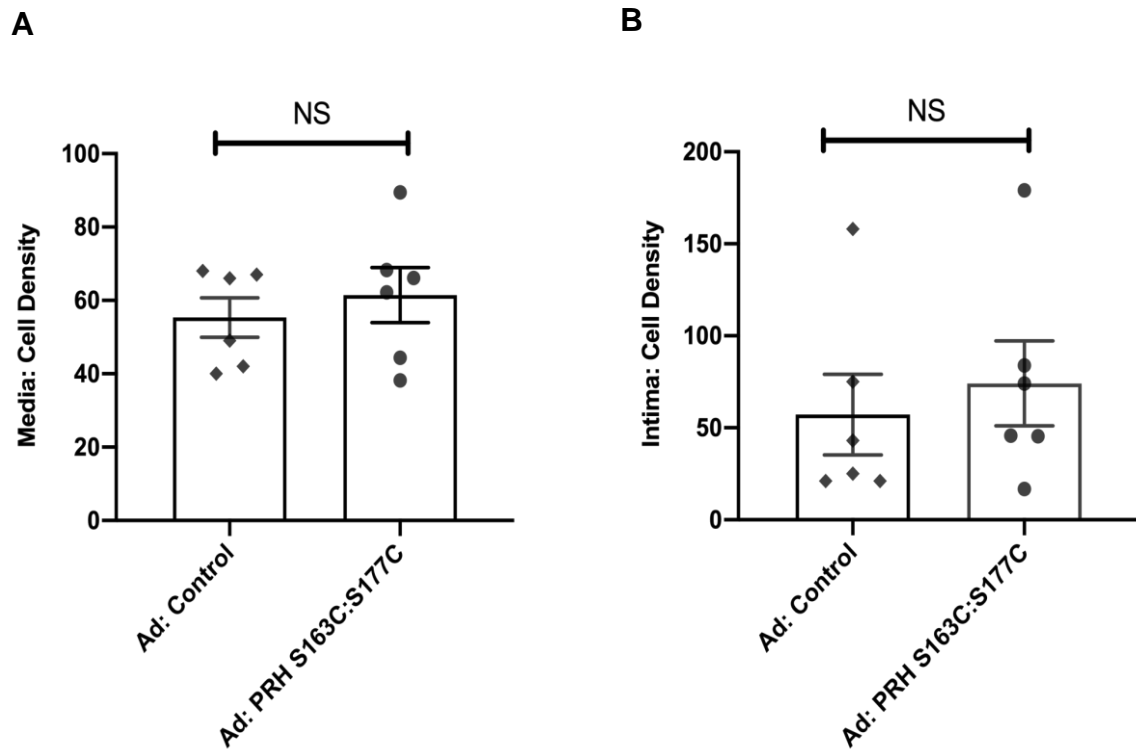 A
NS
100
80
60
40
20
0
Media: Cell Density
Ad: Control
Ad: PRH S163C:S177C
B
NS
200
150
100
50
0
Intima: Cell Density
Ad: Control
Ad: PRH S163C:S177C